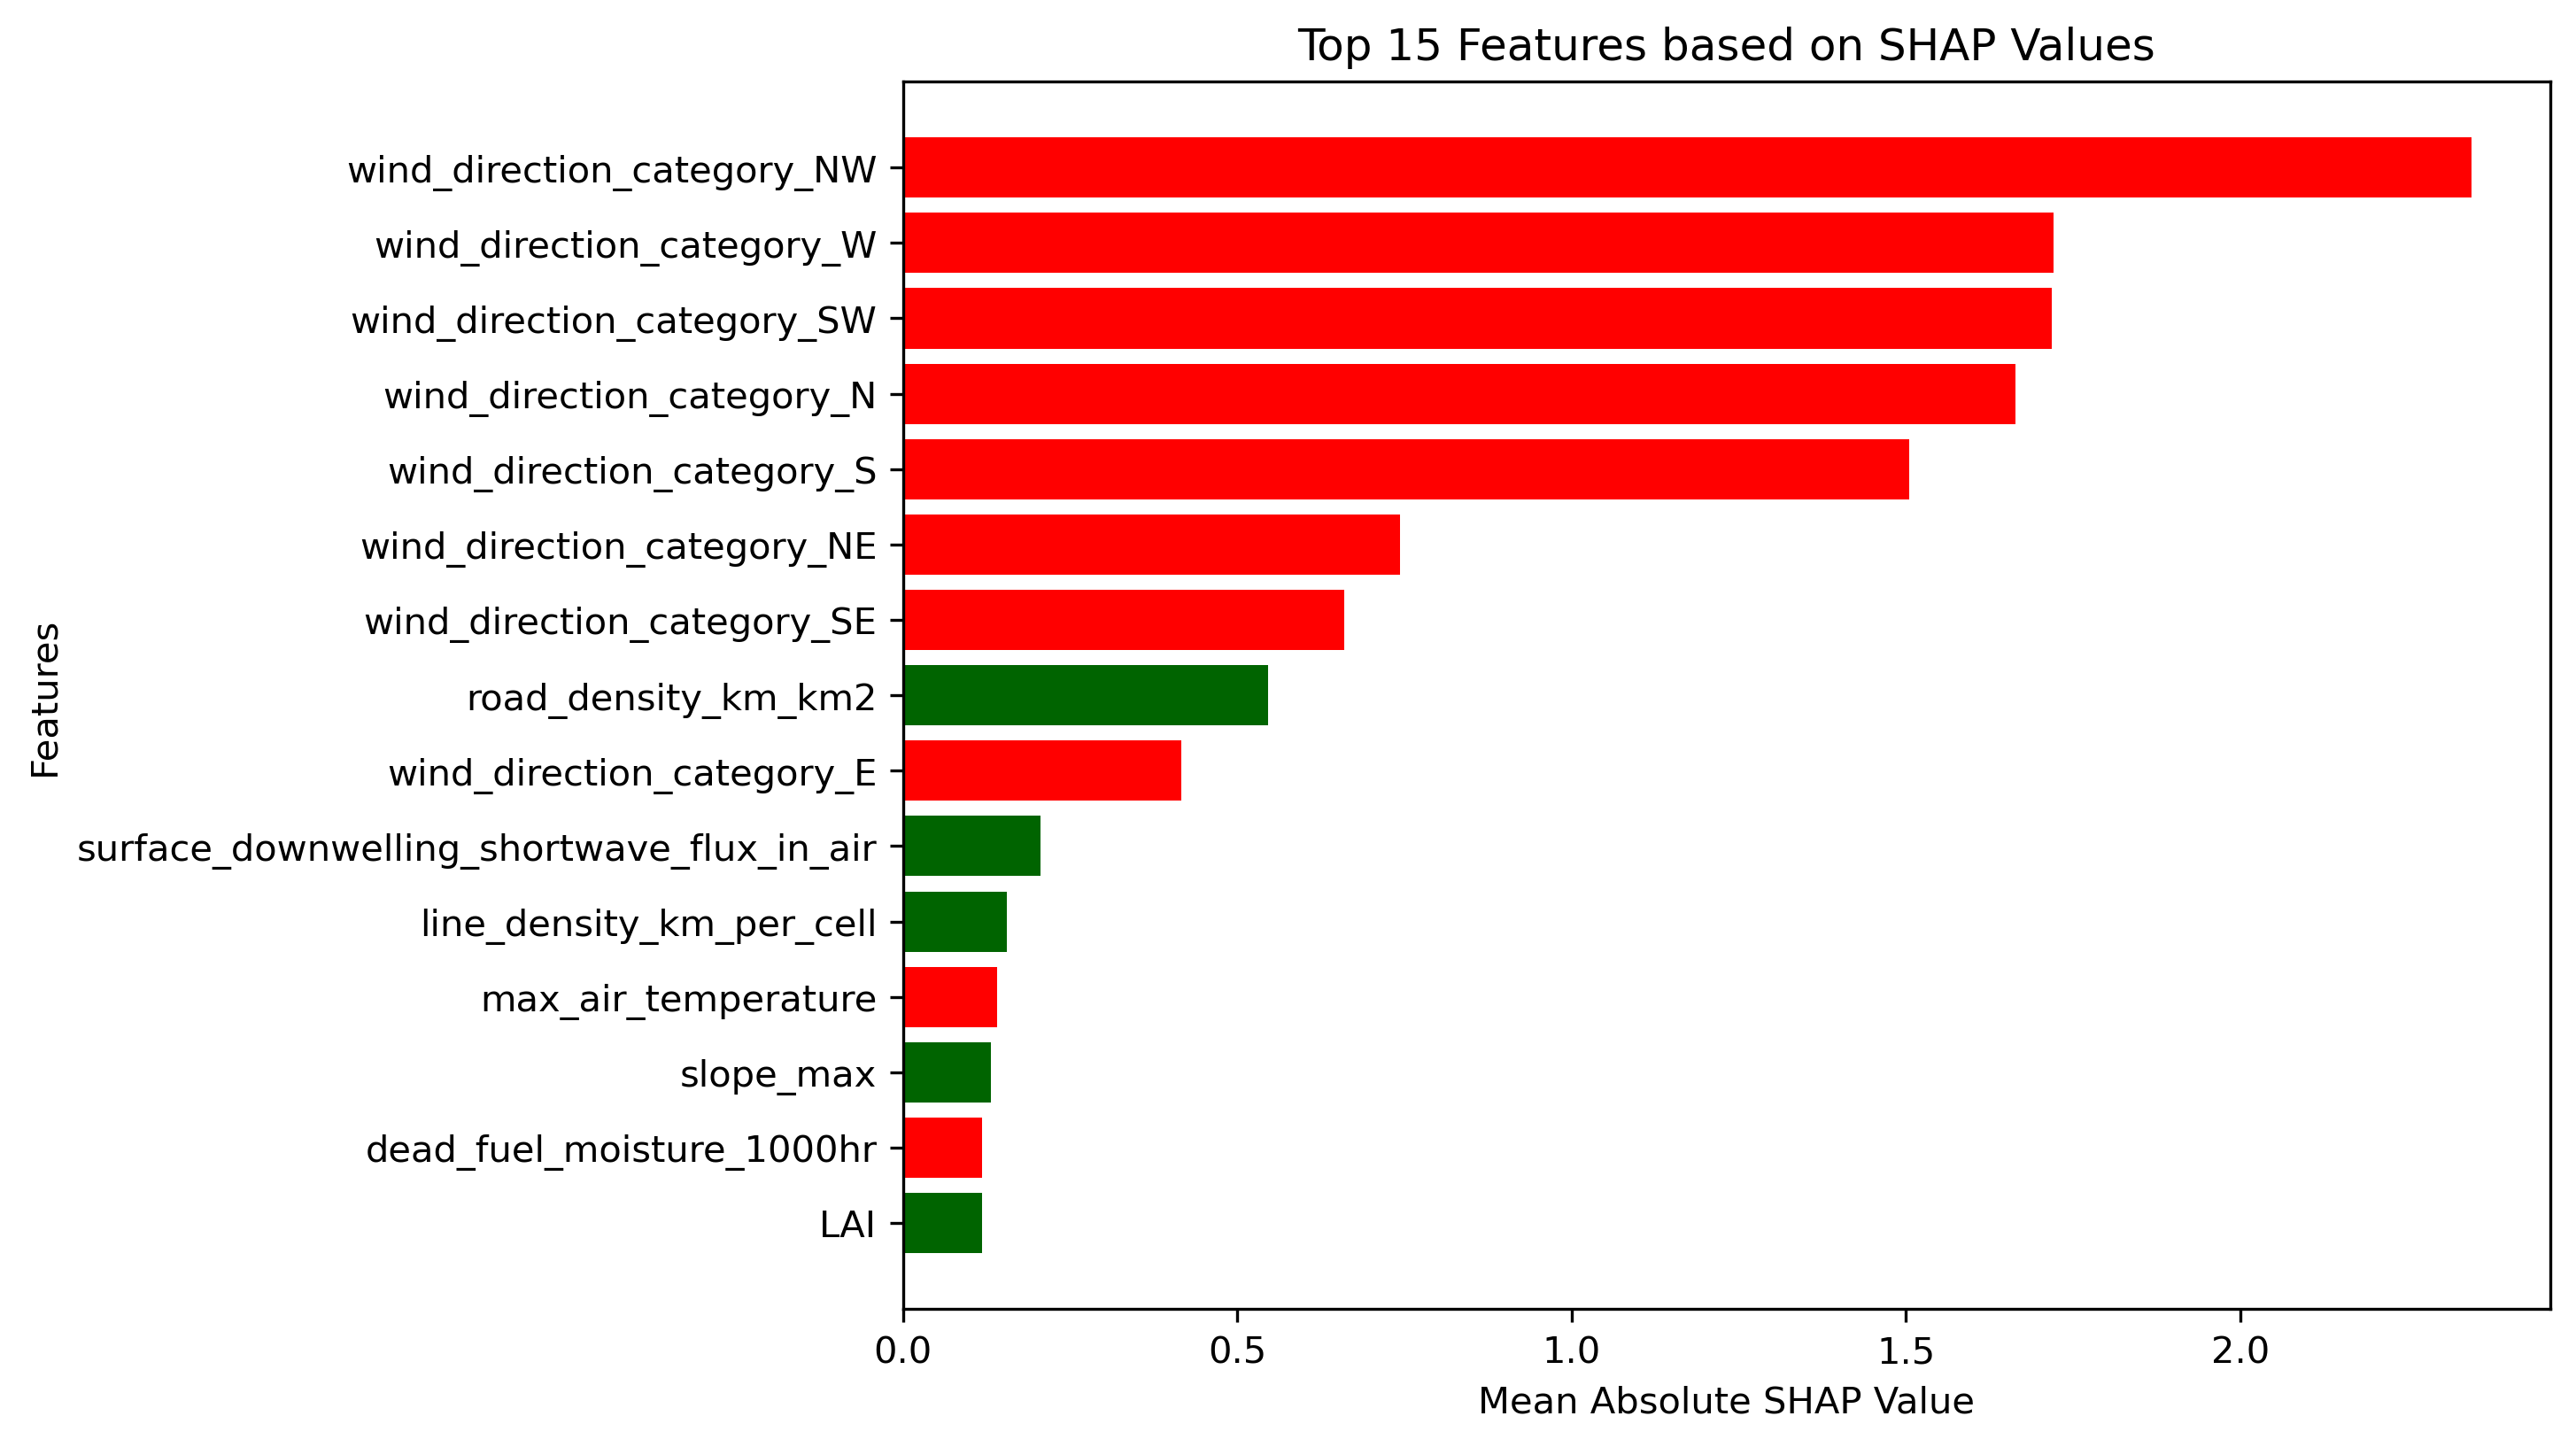 Top 15 Features based on SHAP Values
wind_direction_category_NW
wind_direction_category_W
wind_direction_category_SW
wind_direction_category_N
wind_direction_category_S
wind_direction_category_NE
wind_direction_category_SE
road_density_km_km2
wind_direction_category_E
surface_downwelling_shortwave_flux_in_air
line_density_km_per_cell
max_air_temperature
slope_max
dead_fuel_moisture_1000hr
LAI
Features
0.0 0.5 1.0 1.5 2.0
Mean Absolute SHAP Value